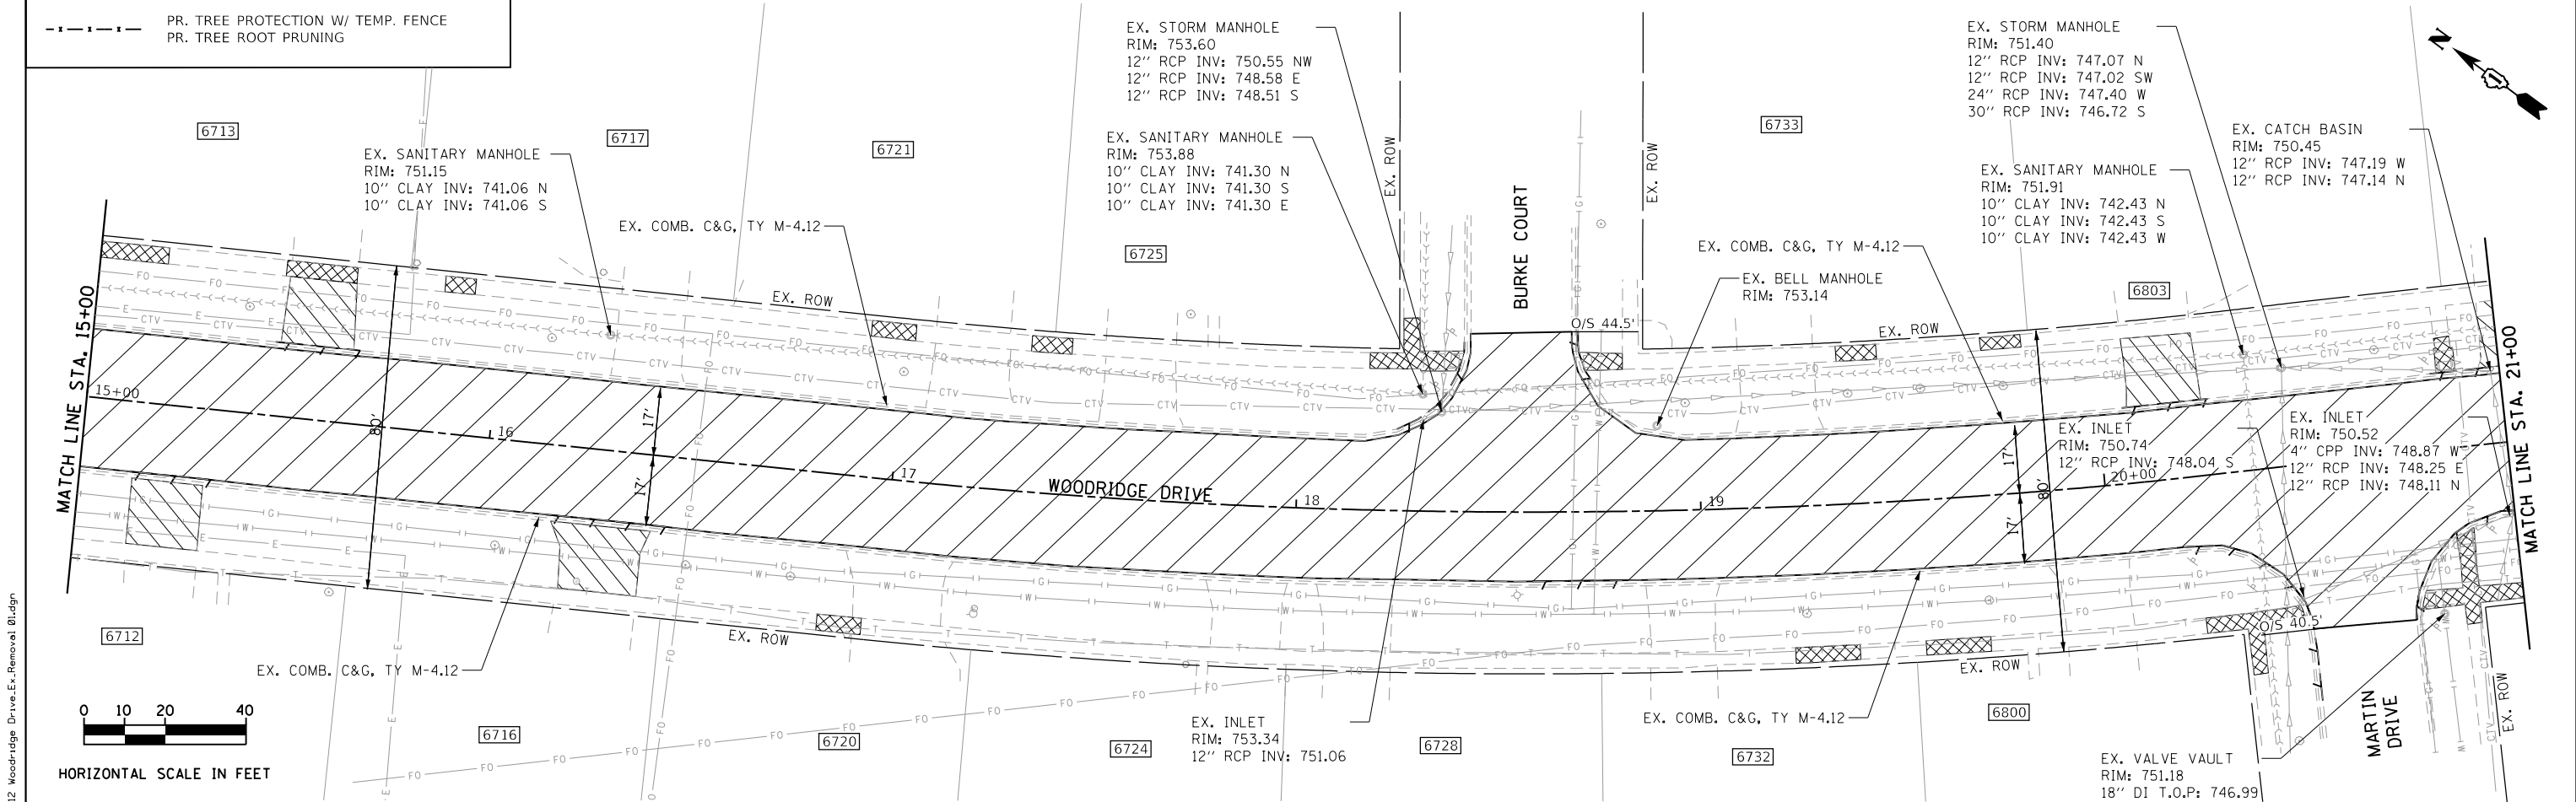 PR. TREE PROTECTION W/ TEMP. FENCE
PR. TREE ROOT PRUNING
EX. STORM MANHOLE
RIM: 753.60
12'' RCP INV: 750.55 NW
12'' RCP INV: 748.58 E
12'' RCP INV: 748.51 S
EX. STORM MANHOLE
RIM: 751.40
12'' RCP INV: 747.07 N
12'' RCP INV: 747.02 SW
24'' RCP INV: 747.40 W
30'' RCP INV: 746.72 S
N
6713
6717
6721
6733
EX. CATCH BASIN
RIM: 750.45
12'' RCP INV: 747.19 W
12'' RCP INV: 747.14 N
EX. SANITARY MANHOLE
RIM: 751.15
10'' CLAY INV: 741.06 N
10'' CLAY INV: 741.06 S
EX. SANITARY MANHOLE
RIM: 753.88
10'' CLAY INV: 741.30 N
10'' CLAY INV: 741.30 S
10'' CLAY INV: 741.30 E
EX. ROW
BURKE COURT
EX. ROW
EX. SANITARY MANHOLE
RIM: 751.91
10'' CLAY INV: 742.43 N
10'' CLAY INV: 742.43 S
10'' CLAY INV: 742.43 W
EX. COMB. C&G, TY M-4.12
6725
EX. COMB. C&G, TY M-4.12
EX. BELL MANHOLE
RIM: 753.14
6803
EX. ROW
O/S 44.5'
EX. ROW
MATCH LINE STA. 15+00
15+00
80'
16
17'
17'
17
WOODRIDGE DRIVE
18
19
17'
17'
80'
20+00
EX. INLET
RIM: 750.74
12'' RCP INV: 748.04 S
EX. INLET
RIM: 750.52
4'' CPP INV: 748.87 W
12'' RCP INV: 748.25 E
12'' RCP INV: 748.11 N
MATCH LINE STA. 21+00
O/S 40.5'
6712
EX. ROW
EX. ROW
EX. COMB. C&G, TY M-4.12
0 10 20 40
HORIZONTAL SCALE IN FEET
6716
6720
6724
EX. INLET
RIM: 753.34
12'' RCP INV: 751.06
6728
EX. COMB. C&G, TY M-4.12
6732
6800
MARTIN
DRIVE
EX. ROW
EX. VALVE VAULT
RIM: 751.18
18'' DI T.O.P: 746.99
12 Woodridge Drive_Ex_Removal 01.dgn